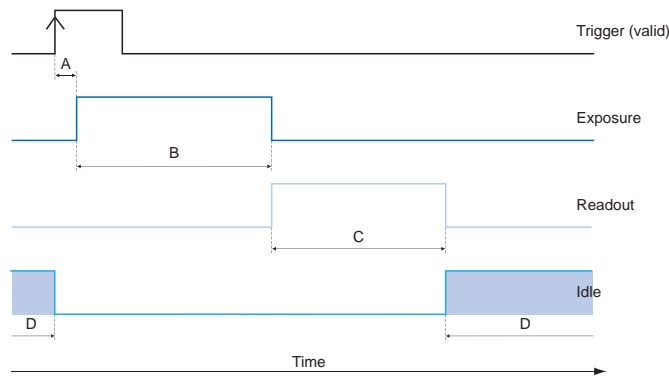 Trigger (valid)
A
Exposure
B
Readout
C
Idle
D
D
Time